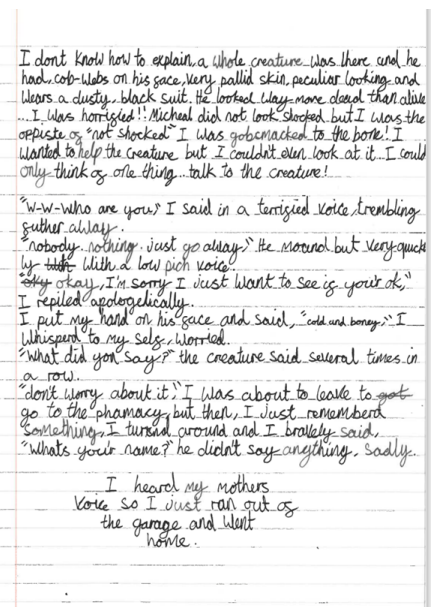 I dont know how to explain, a whole creature was there and he
had, cob-webs on his face, very pallid skin, peculiar looking and
wears a dusty, black suit. He looked way more dead than alive
...I was horrified!! Micheal did not look shocked but I was the
oppiste of "not shocked" I was gobsmacked to the bone! I
wanted to help the creature but I couldn't even look at it... I could
only think of one thing... talk to the creature!
"W-W-Who are you," I said in a terrified voice, trembling
futher away.
"nobody. nothing. just go away," He moand but very quick
ly with a low pich voice.
okay, I'm sorry I just want to see if your ok,"
I repiled apologedically.
I put my hand on his face and said, "cold and boney," I
whisperd to my self, worried.
"what did you say?" the creature said several times in
a row.
"don't worry about it," I was about to leave to got
go to the phamacy, but then, I just rememberd
something, I turnd around and I bravely said,
"Whats your name?" he didn't say anything, sadly.
I heard my mothers
voice so I just ran out of
the garage and went
home.